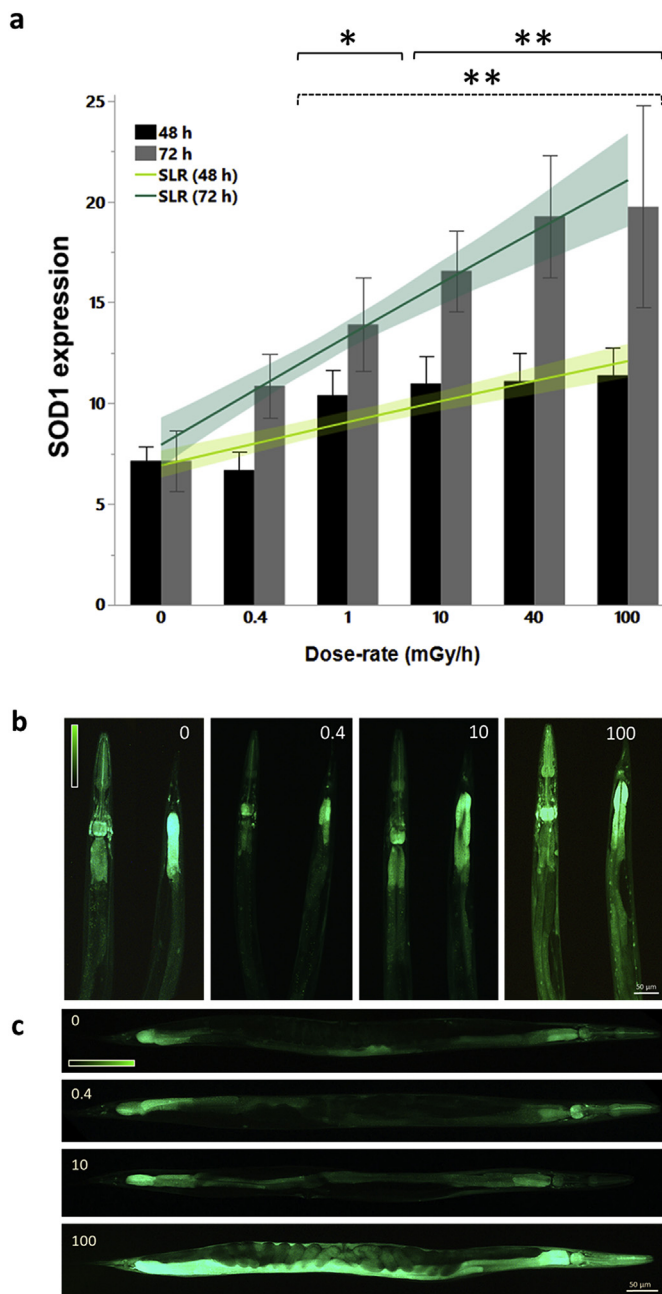 a
* **
**
25
20
15
10
5
0
SOD1 expression
48 h
72 h
SLR (48 h)
SLR (72 h)
0 0.4 1 10 40 100
Dose-rate (mGy/h)
b
0 0.4 10 100
50 µm
c
0
0.4
10
100
50 µm